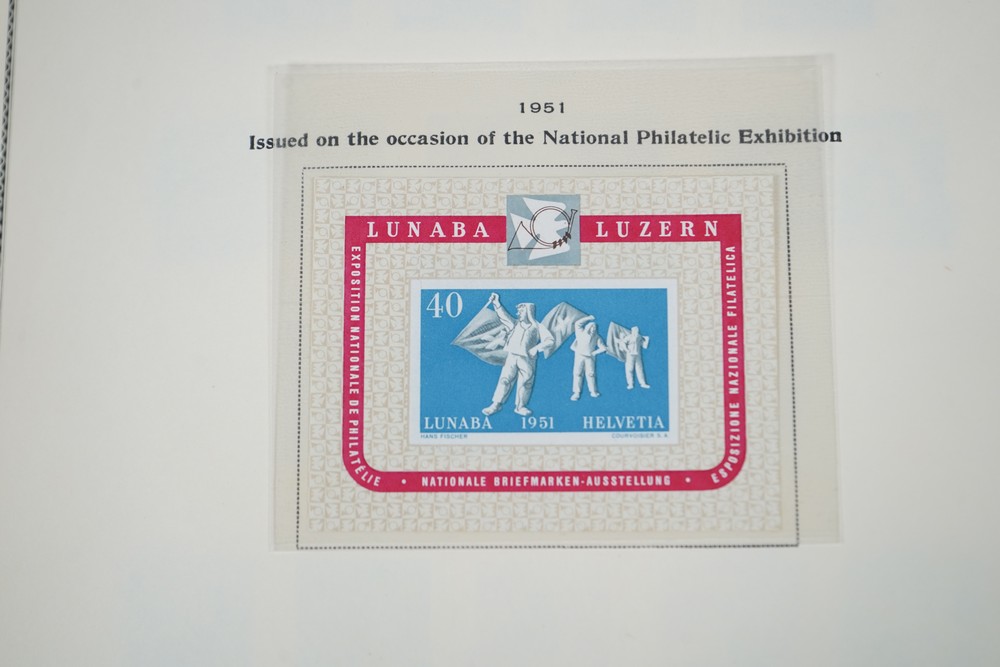 1951
Issued on the occasion of the National Philatelic Exhibition
LUNABA LUZERN
EXPOSITION NATIONALE DE PHILATÉLIE • NATIONALE BRIEFMARKEN-AUSSTELLUNG • ESPOSIZIONE NAZIONALE FILATELICA
40
LUNABA 1951 HELVETIA
HANS FISCHER COURVOISIER S.A.